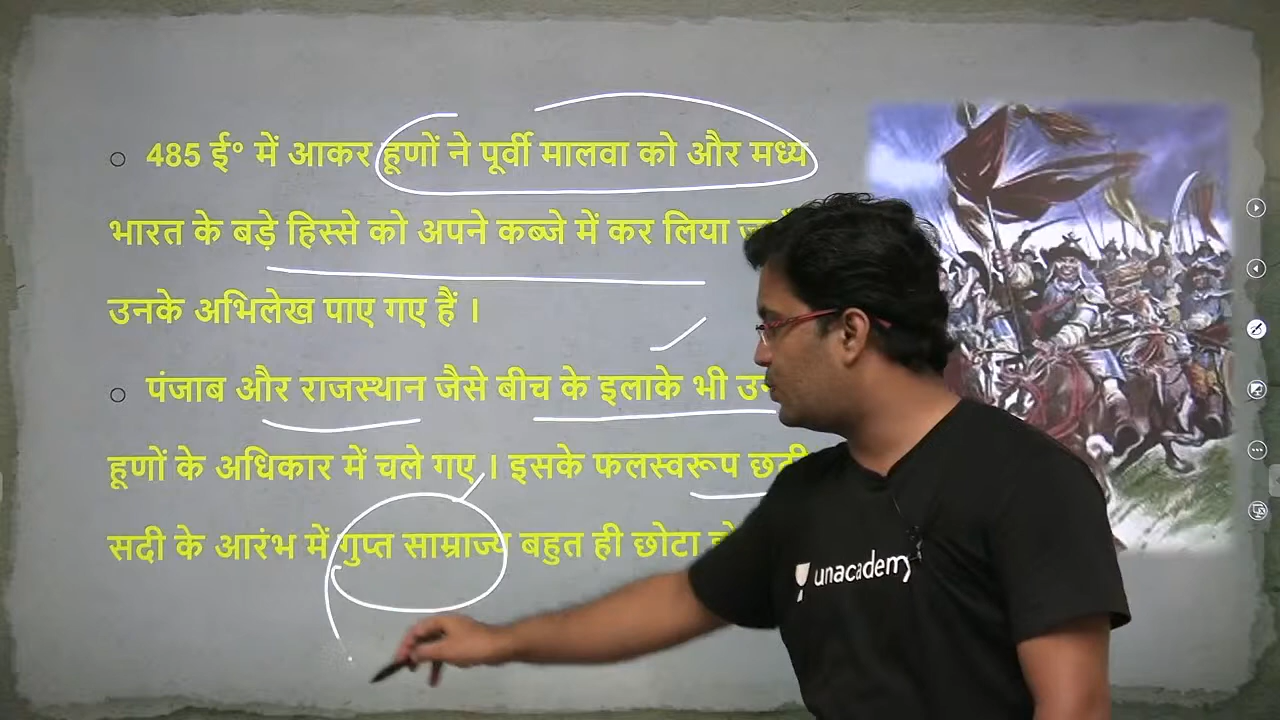 485 ई° में आकर हूणों ने पूर्वी मालवा को और मध्य
भारत के बड़े हिस्से को अपने कब्जे में कर लिया
उनके अभिलेख पाए गए हैं ।
पंजाब और राजस्थान जैसे बीच के इलाके भी
हूणों के अधिकार में चले गए । इसके फलस्वरूप
सदी के आरंभ में गुप्त साम्राज्य बहुत ही छोटा
unacademy